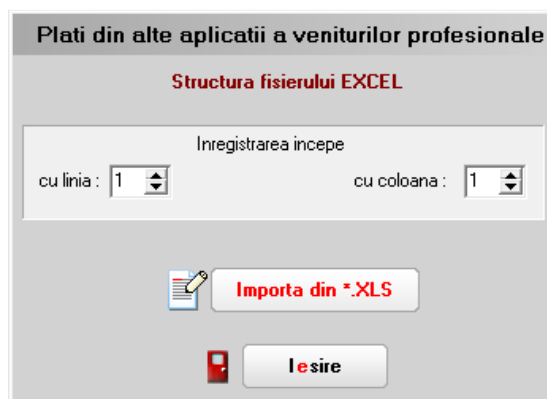 Plati din alte aplicatii a veniturilor profesionale
Structura fisierului EXCEL
Inregistrarea incepe
cu linia : 1 cu coloana : 1
Importa din *.XLS
Iesire